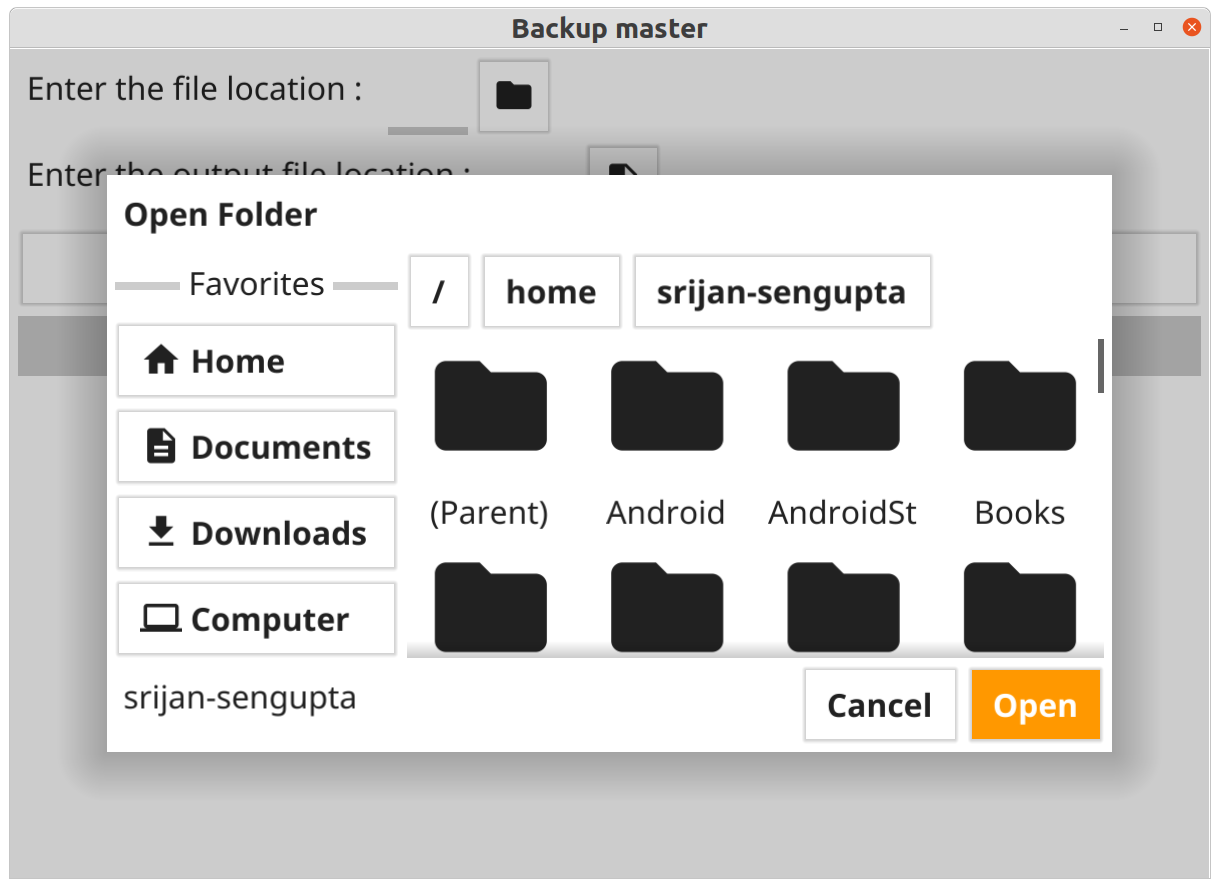 Backup master
Enter the file location :
Enter the output file location :
Open Folder
Favorites
/ home srijan-sengupta
Home
Documents
Downloads
Computer
(Parent) Android AndroidSt Books
srijan-sengupta
Cancel Open